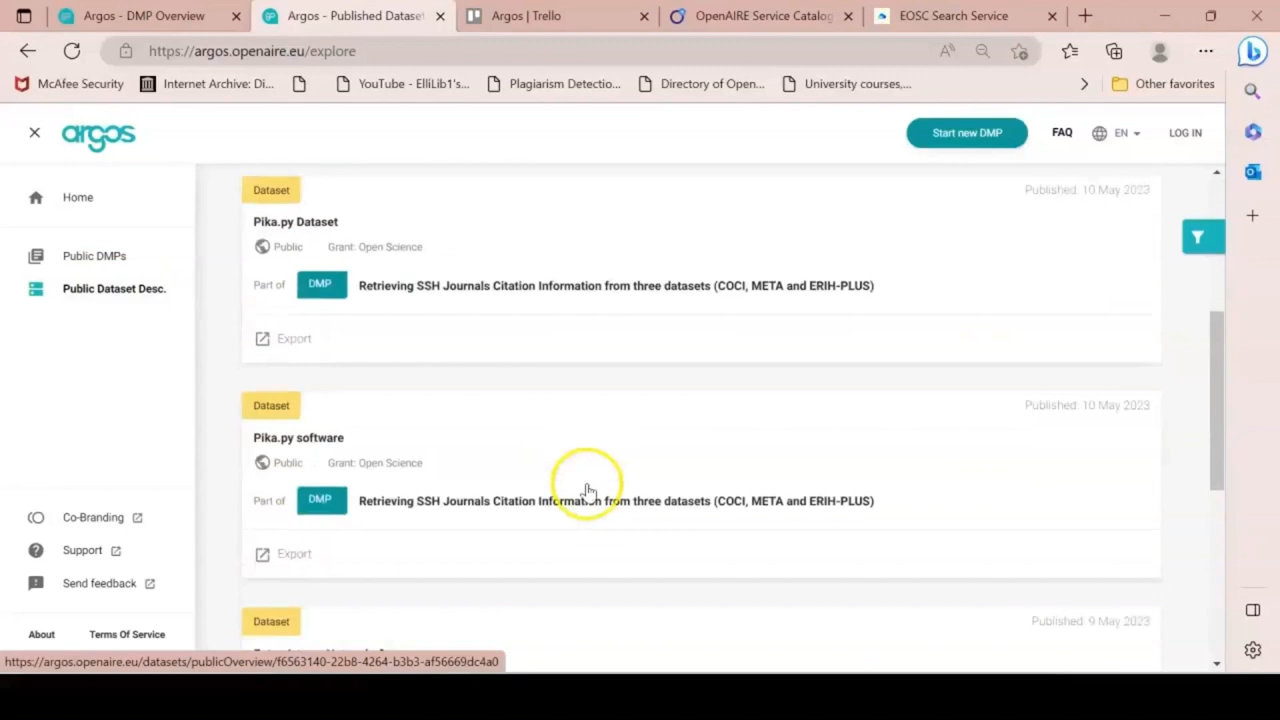 Argos - DMP Overview
Argos - Published Dataset
Argos | Trello
OpenAIRE Service Catalog
EOSC Search Service
https://argos.openaire.eu/explore
McAfee Security
Internet Archive: Di...
YouTube - ElliLib1's...
Plagiarism Detectio...
Directory of Open...
University courses,...
Other favorites
argos
Start new DMP
FAQ
EN
LOG IN
Home
Public DMPs
Public Dataset Desc.
Co-Branding
Support
Send feedback
About
Terms Of Service
Dataset
Published: 10 May 2023
Pika.py Dataset
Public
Grant: Open Science
Part of
DMP
Retrieving SSH Journals Citation Information from three datasets (COCI, META and ERIH-PLUS)
Export
Dataset
Published: 10 May 2023
Pika.py software
Public
Grant: Open Science
Part of
DMP
Retrieving SSH Journals Citation Information from three datasets (COCI, META and ERIH-PLUS)
Export
Dataset
Published: 9 May 2023
https://argos.openaire.eu/datasets/publicOverview/f6563140-22b8-4264-b3b3-af56669dc4a0